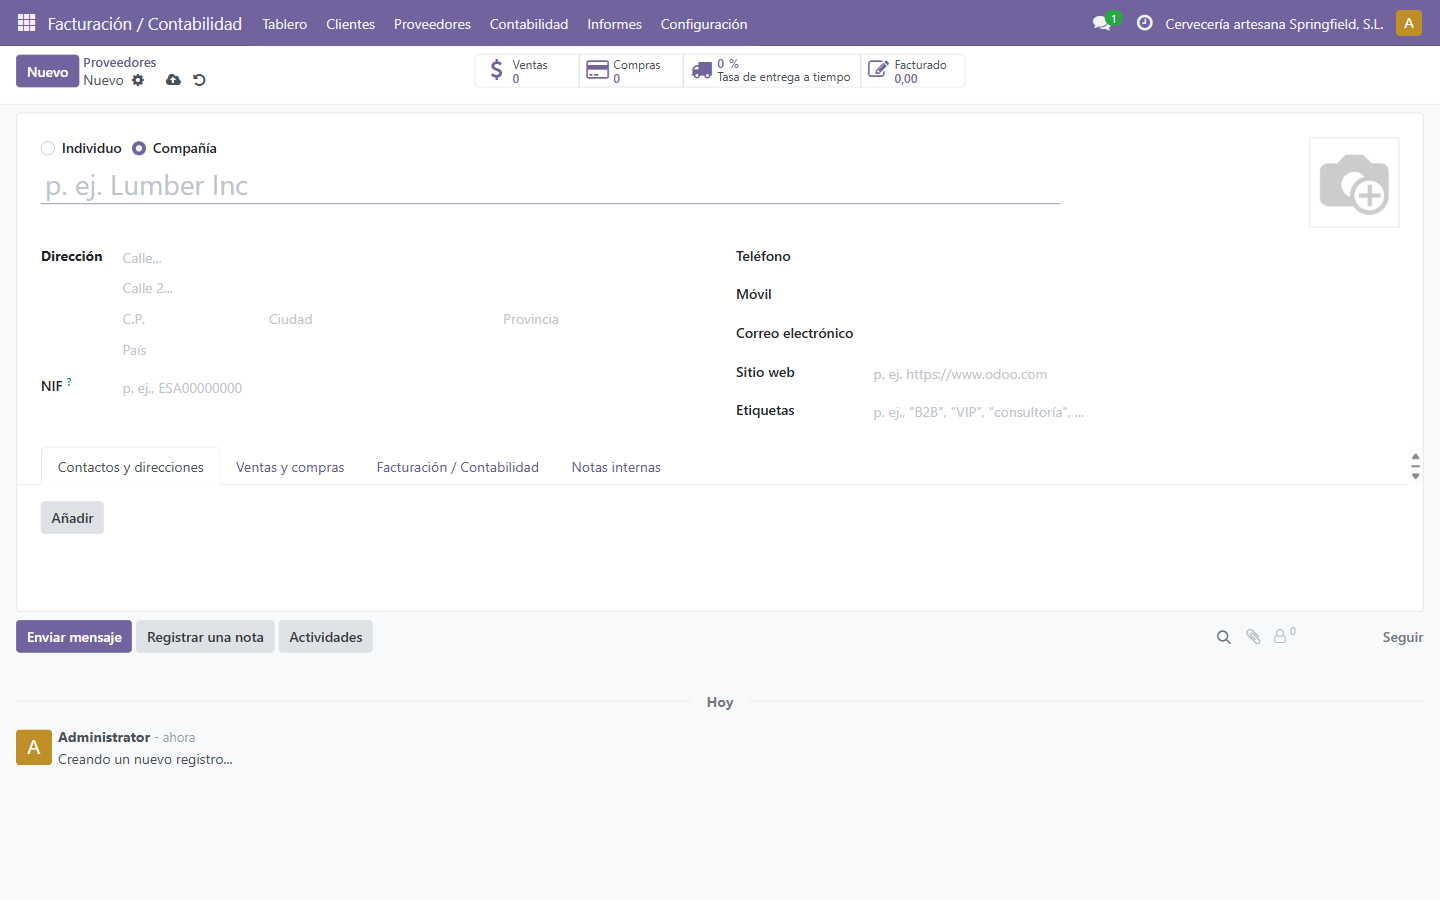 Facturación / Contabilidad Tablero Clientes Proveedores Contabilidad Informes Configuración 1 Cervecería artesana Springfield, S.L. A
Nuevo
Proveedores
Nuevo
Ventas
0
Compras
0
0 %
Tasa de entrega a tiempo
Facturado
0,00
Individuo Compañía
p. ej. Lumber Inc
Dirección
Calle...
Calle 2...
C.P. Ciudad Provincia
País
NIF ? p. ej., ESA00000000
Teléfono
Móvil
Correo electrónico
Sitio web p. ej. https://www.odoo.com
Etiquetas p. ej., "B2B", "VIP", "consultoría", ...
Contactos y direcciones Ventas y compras Facturación / Contabilidad Notas internas
Añadir
Enviar mensaje Registrar una nota Actividades 0 Seguir
Hoy
A
Administrator - ahora
Creando un nuevo registro...